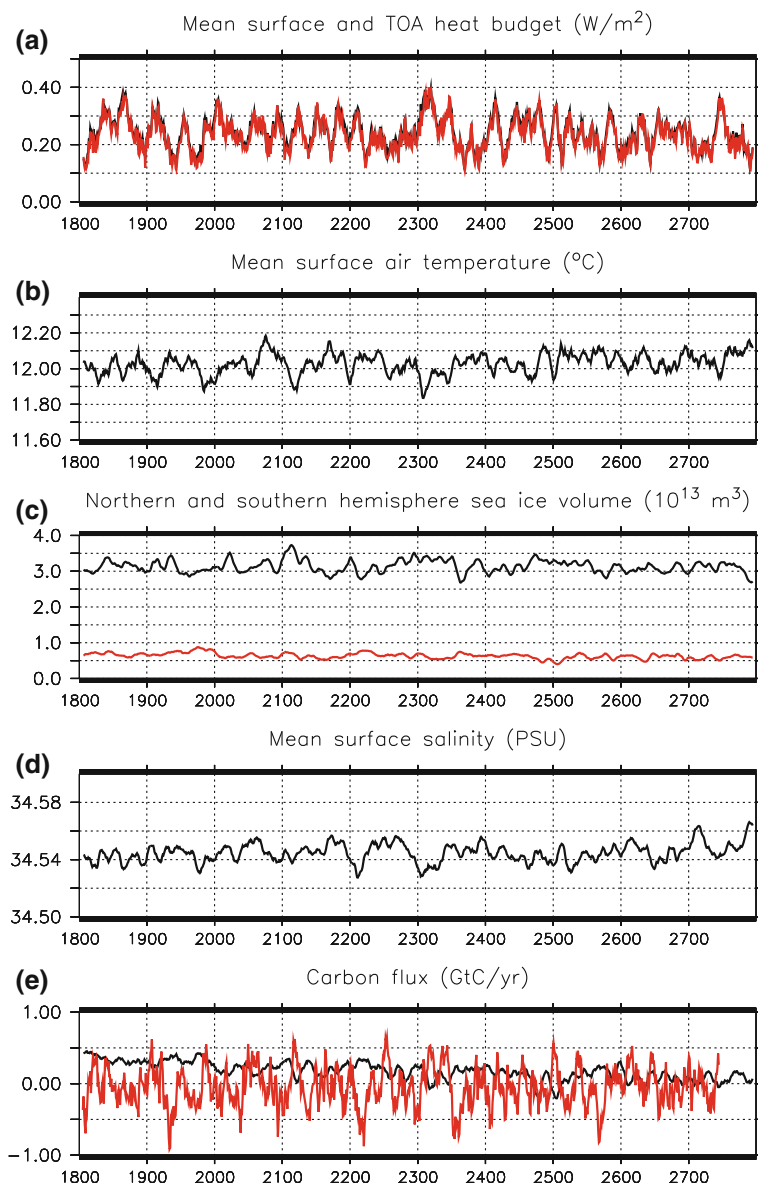 (a) Mean surface and TOA heat budget (W/m²)
0.40
0.20
0.00
1800 1900 2000 2100 2200 2300 2400 2500 2600 2700
(b) Mean surface air temperature (°C)
12.20
12.00
11.80
11.60
1800 1900 2000 2100 2200 2300 2400 2500 2600 2700
(c) Northern and southern hemisphere sea ice volume (10¹³ m³)
4.0
3.0
2.0
1.0
0.0
1800 1900 2000 2100 2200 2300 2400 2500 2600 2700
(d) Mean surface salinity (PSU)
34.58
34.54
34.50
1800 1900 2000 2100 2200 2300 2400 2500 2600 2700
(e) Carbon flux (GtC/yr)
1.00
0.00
−1.00
1800 1900 2000 2100 2200 2300 2400 2500 2600 2700